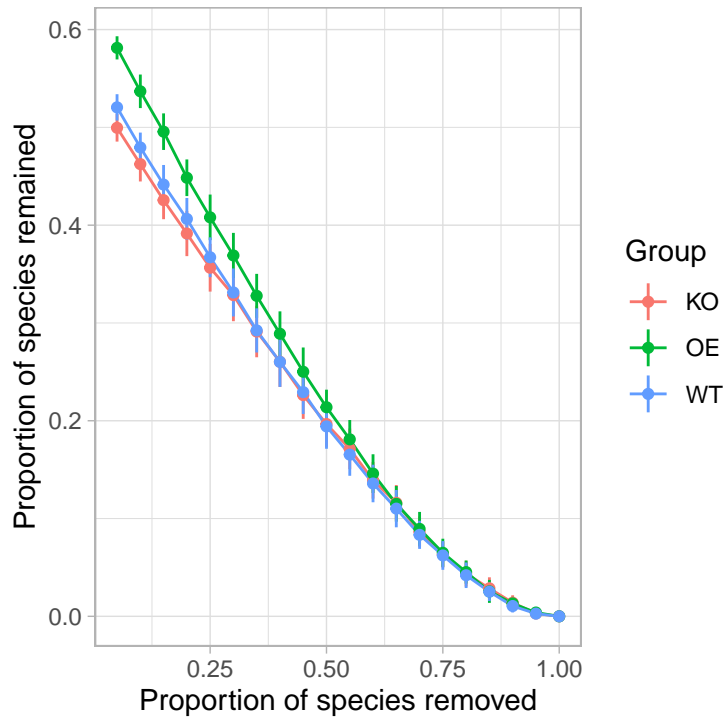 Proportion of species remained
0.6
0.4
0.2
0.0
0.25 0.50 0.75 1.00
Proportion of species removed
Group
KO
OE
WT